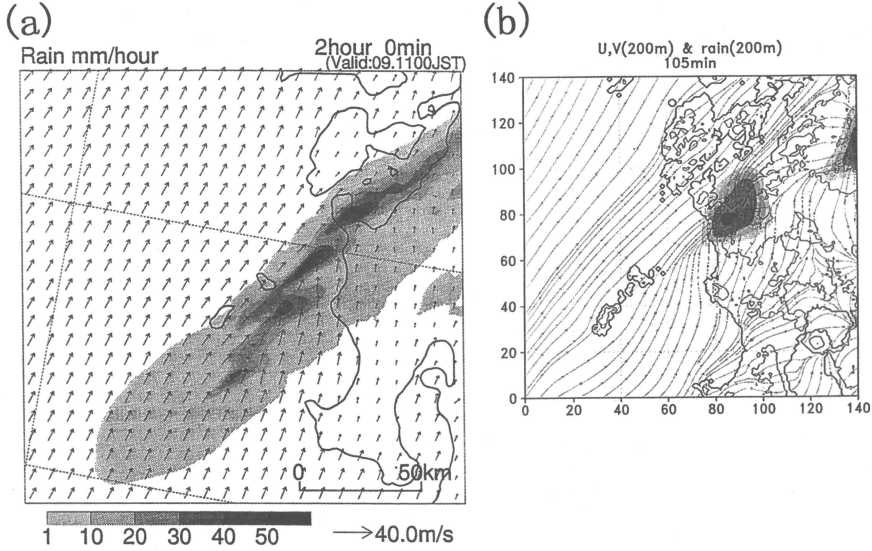 (a)
Rain mm/hour
2hour 0min
(Valid:09.1100JST)
0 50km
1 10 20 30 40 50
40.0m/s
(b)
U,V(200m) & rain(200m)
105min
140
120
100
80
60
40
20
0
0 20 40 60 80 100 120 140